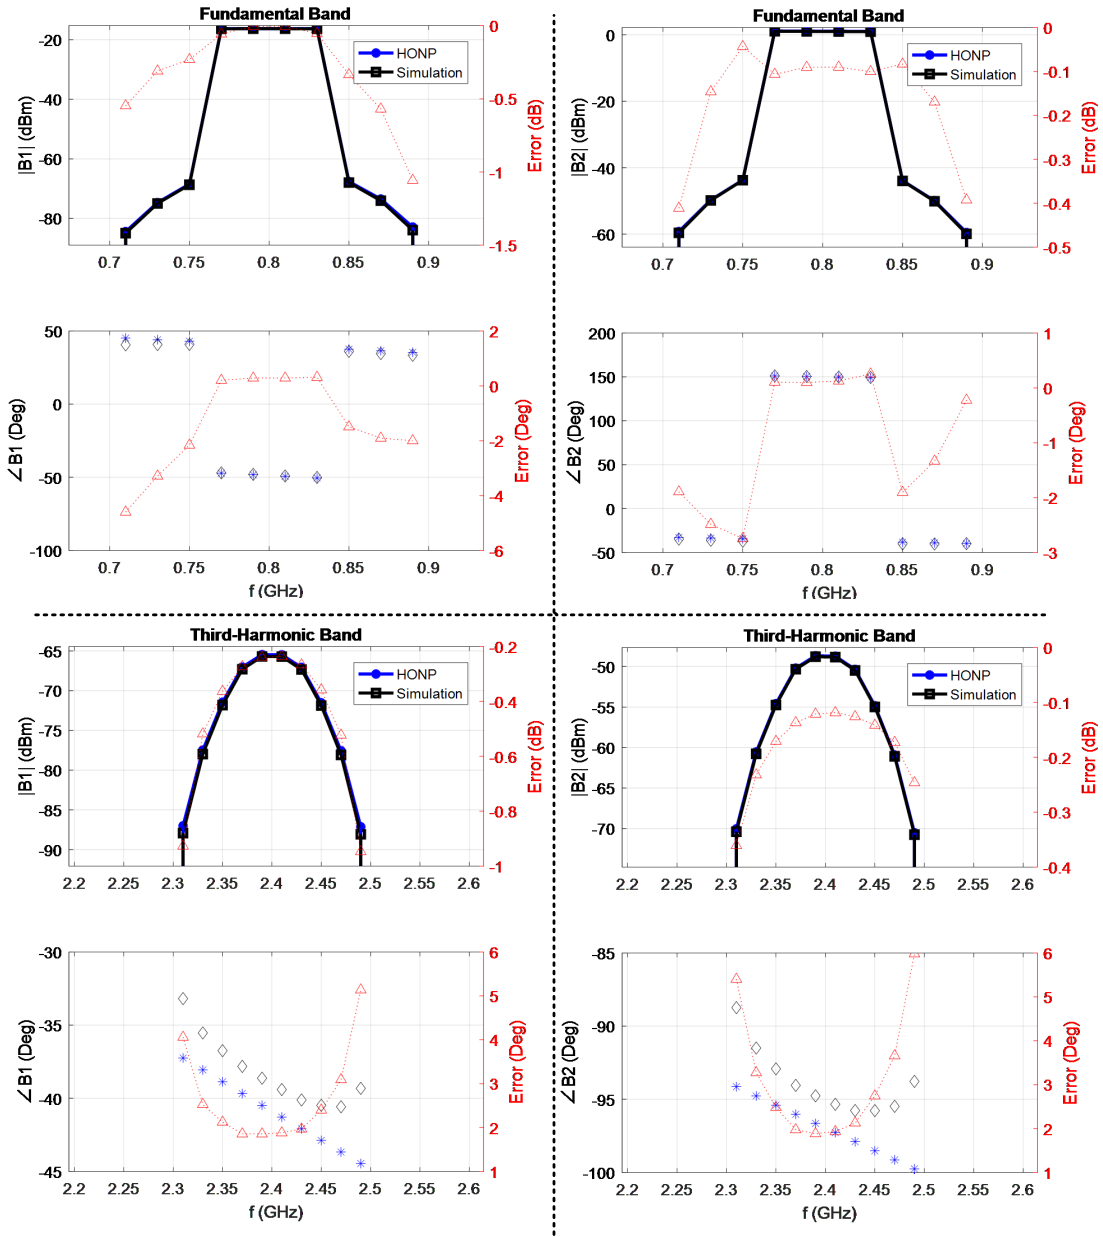 Fundamental Band
-20
-40
-60
-80
|B1| (dBm)
0
-0.5
-1
-1.5
Error (dB)
HONP
Simulation
0.7 0.75 0.8 0.85 0.9
Fundamental Band
0
-20
-40
-60
|B2| (dBm)
0
-0.1
-0.2
-0.3
-0.4
-0.5
Error (dB)
HONP
Simulation
0.7 0.75 0.8 0.85 0.9
50
0
-50
-100
∠B1 (Deg)
2
0
-2
-4
-6
Error (Deg)
0.7 0.75 0.8 0.85 0.9
f (GHz)
200
150
100
50
0
-50
∠B2 (Deg)
1
0
-1
-2
-3
Error (Deg)
0.7 0.75 0.8 0.85 0.9
f (GHz)
Third-Harmonic Band
-65
-70
-75
-80
-85
-90
|B1| (dBm)
-0.2
-0.4
-0.6
-0.8
-1
Error (dB)
HONP
Simulation
2.2 2.25 2.3 2.35 2.4 2.45 2.5 2.55 2.6
Third-Harmonic Band
-50
-55
-60
-65
-70
|B2| (dBm)
0
-0.1
-0.2
-0.3
-0.4
Error (dB)
HONP
Simulation
2.2 2.25 2.3 2.35 2.4 2.45 2.5 2.55 2.6
-30
-35
-40
-45
∠B1 (Deg)
6
5
4
3
2
1
Error (Deg)
2.2 2.25 2.3 2.35 2.4 2.45 2.5 2.55 2.6
f (GHz)
-85
-90
-95
-100
∠B2 (Deg)
6
5
4
3
2
1
Error (Deg)
2.2 2.25 2.3 2.35 2.4 2.45 2.5 2.55 2.6
f (GHz)